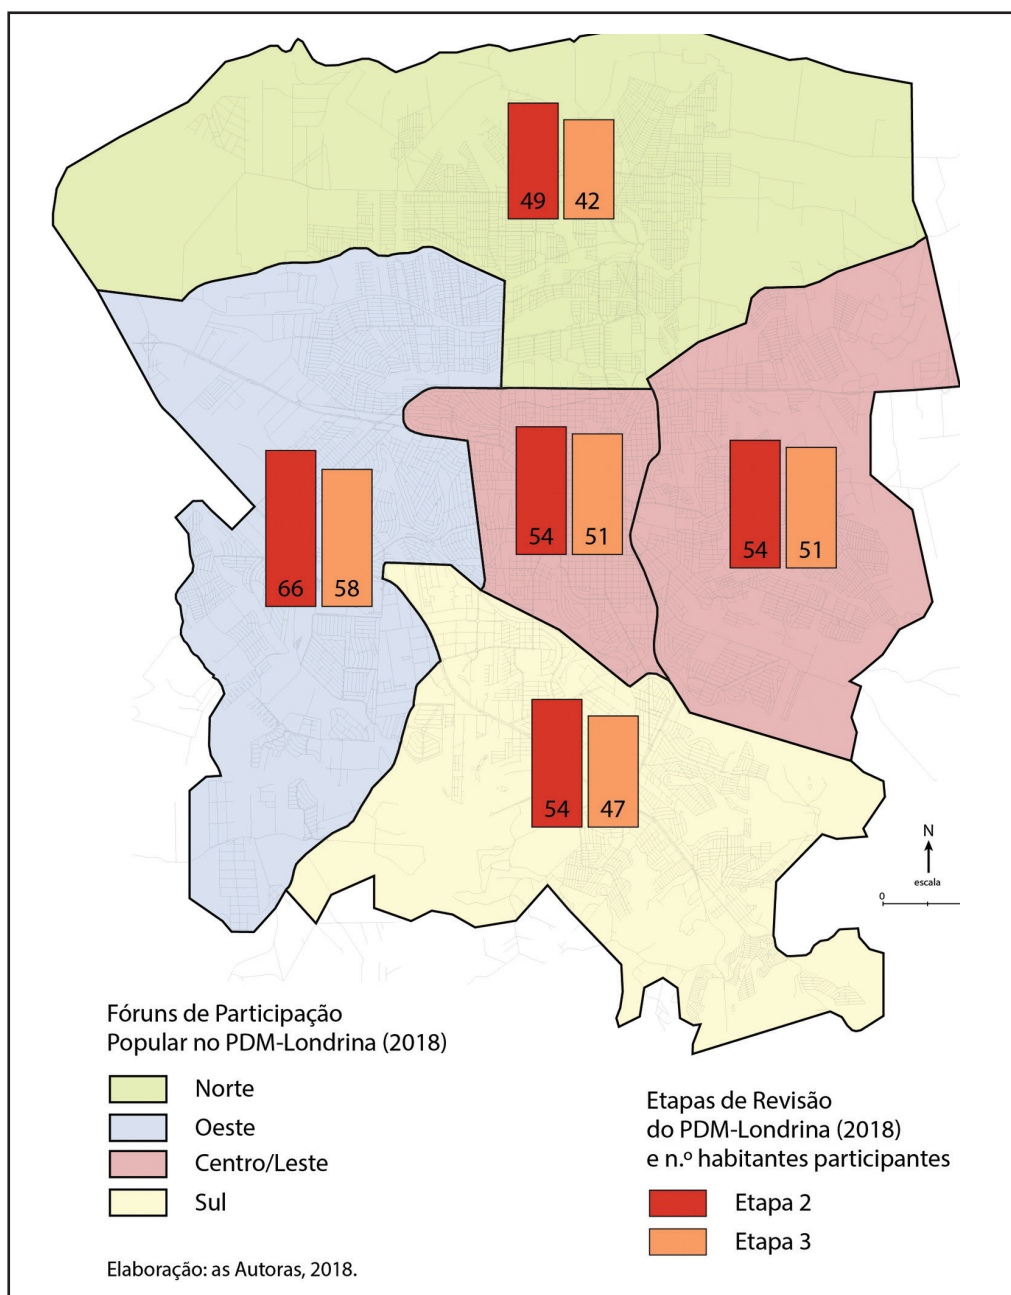 49
42
54
51
54
51
66
58
54
47
N
escala
0
Fóruns de Participação
Popular no PDM-Londrina (2018)
Norte
Oeste
Centro/Leste
Sul
Elaboração: as Autoras, 2018.
Etapas de Revisão
do PDM-Londrina (2018)
e n.º habitantes participantes
Etapa 2
Etapa 3